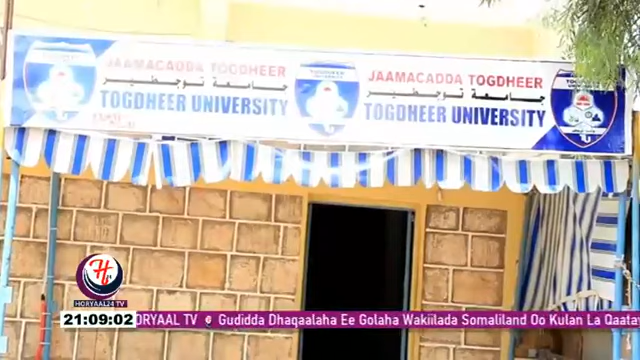 JAAMACADDA TOGDHEER
جامعة توجطير
TOGDHEER UNIVERSITY
JAAMACADDA TOGDHEER
جامعة توجطير
TOGDHEER UNIVERSITY
H
HORYAAL24 TV
21:09:02
ORYAAL TV Gudidda Dhaqaalaha Ee Golaha Wakiilada Somaliland Oo Kulan La Qaatay